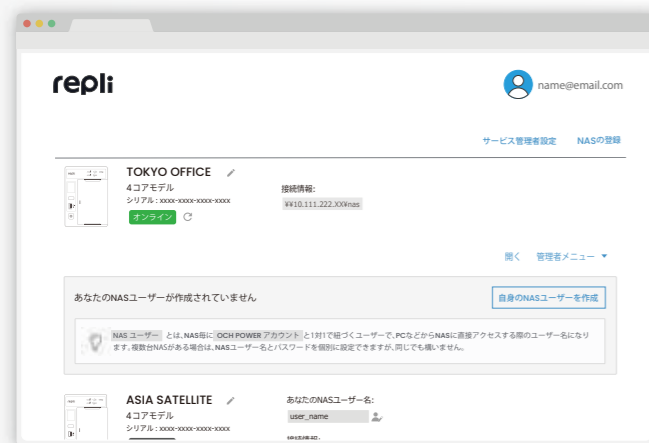 repli
name@email.com
サービス管理者設定 NASの登録
TOKYO OFFICE
4コアモデル
シリアル : xxxx-xxxx-xxxx-xxxx
オンライン
接続情報:
¥¥10.111.222.XX¥nas
開く 管理者メニュー
あなたのNASユーザーが作成されていません
自身のNASユーザーを作成
NAS ユーザー とは、NAS毎に OCH POWER アカウント と1対1で紐づくユーザーで、PCなどからNASに直接アクセスする際のユーザー名になり
ます。複数台NASがある場合は、NASユーザー名とパスワードを個別に設定できますが、同じでも構いません。
ASIA SATELLITE
4コアモデル
シリアル : xxxx-xxxx-xxxx-xxxx
あなたのNASユーザー名:
user_name
接続情報: